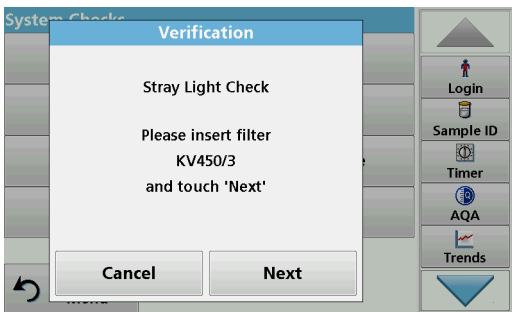 System Checks
Verification
Stray Light Check
Please insert filter
KV450/3
and touch 'Next'
Cancel
Next
Menu
Login
Sample ID
Timer
AQA
Trends